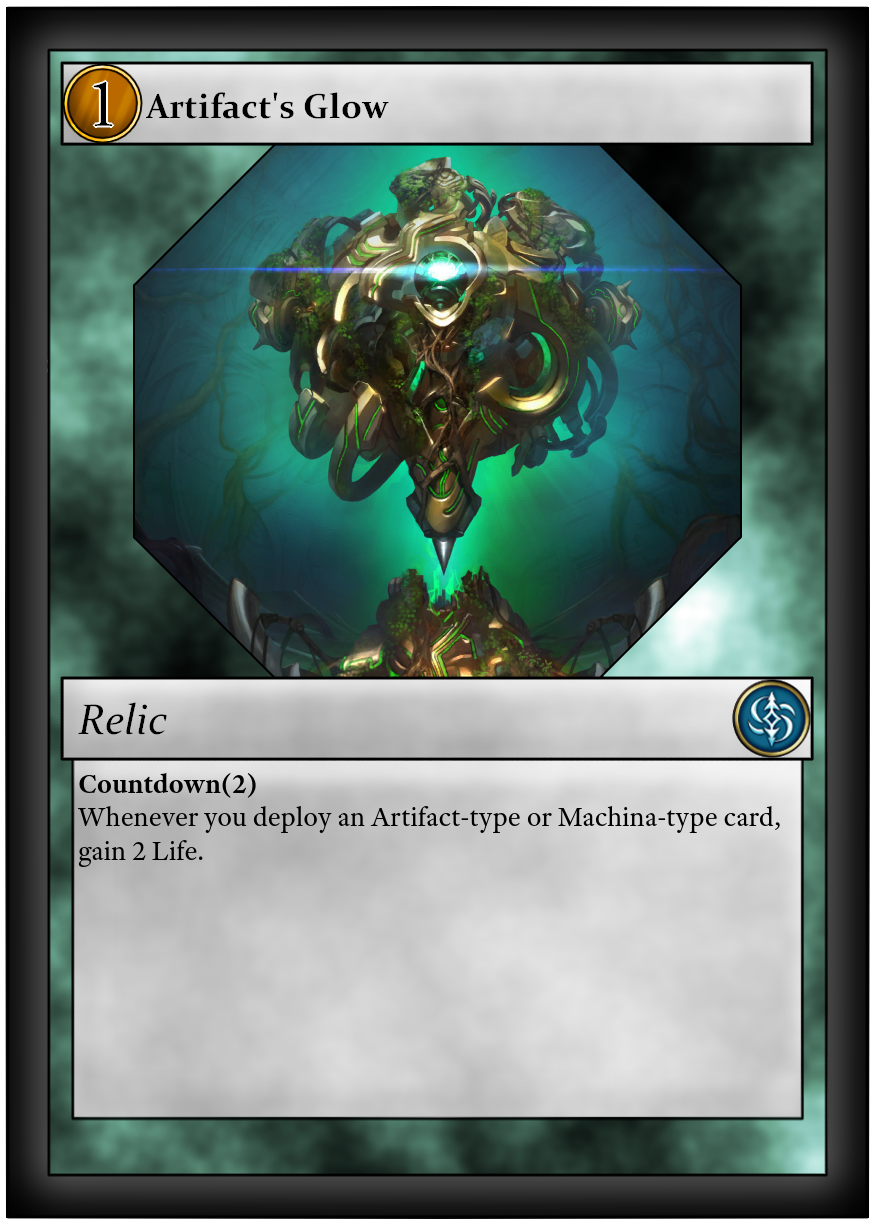 1
Artifact's Glow
Relic
Countdown(2)
Whenever you deploy an Artifact-type or Machina-type card,
gain 2 Life.